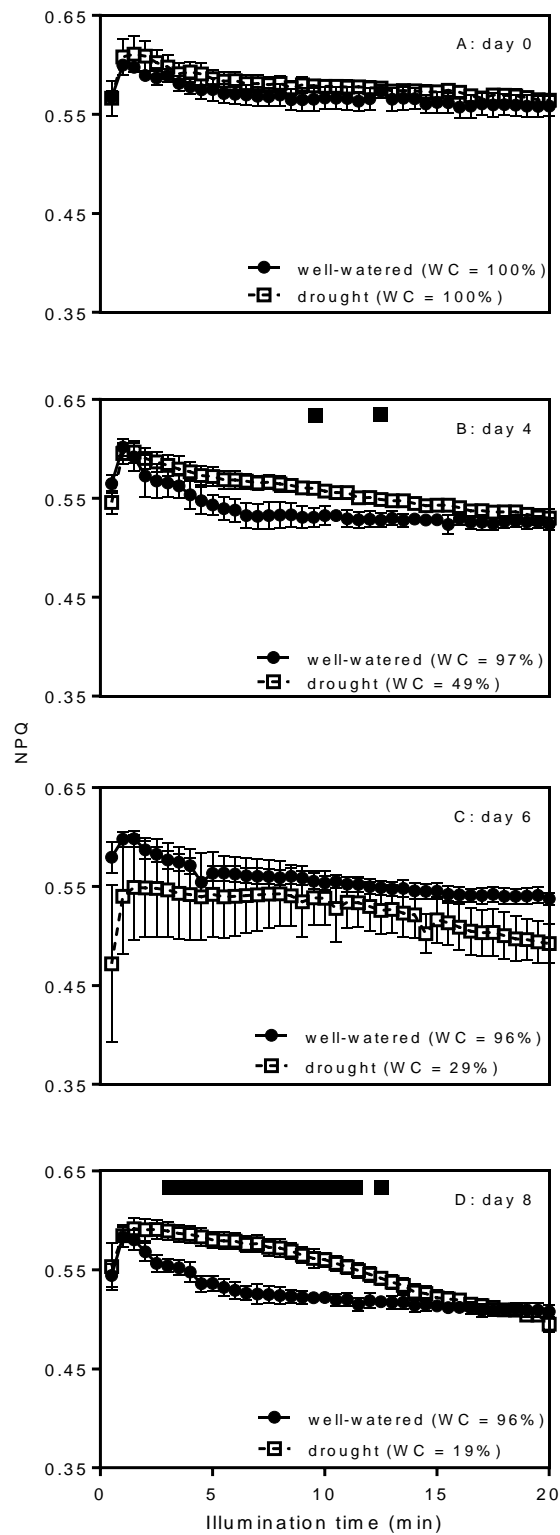 0.65
A: day 0
0.55
0.45
well-watered (WC = 100%)
drought (WC = 100%)
0.35
0.65
B: day 4
0.55
0.45
well-watered (WC = 97%)
drought (WC = 49%)
0.35
NPQ
0.65
C: day 6
0.55
0.45
well-watered (WC = 96%)
drought (WC = 29%)
0.35
0.65
D: day 8
0.55
0.45
well-watered (WC = 96%)
drought (WC = 19%)
0.35
0 5 10 15 20
Illumination time (min)